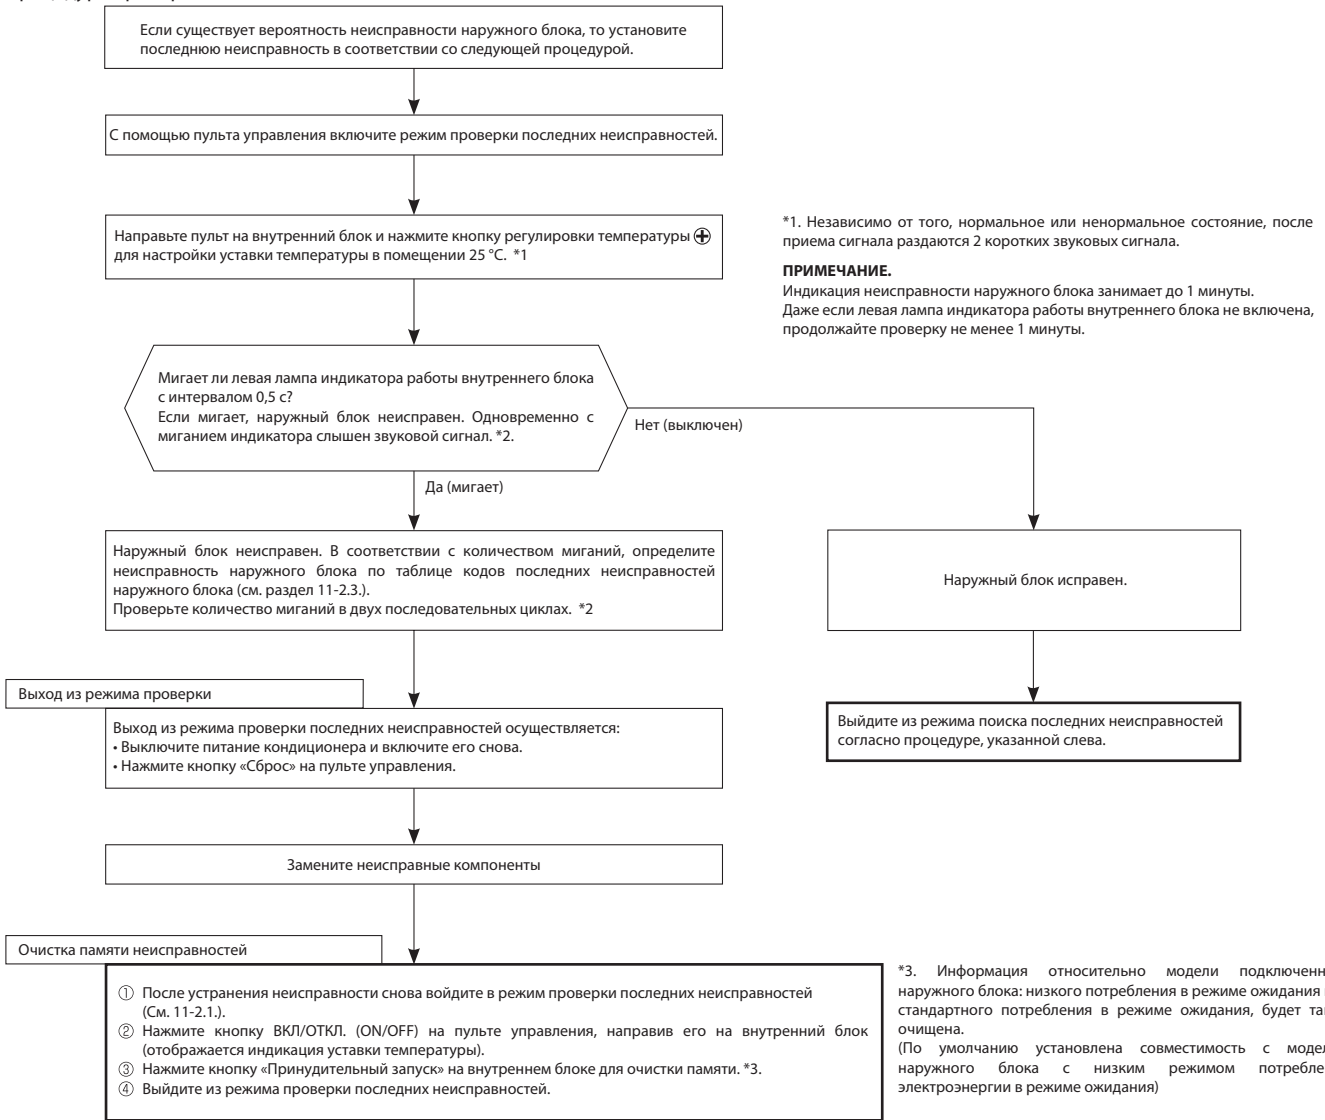 Если существует вероятность неисправности наружного блока, то установите
последнюю неисправность в соответствии со следующей процедурой.
С помощью пульта управления включите режим проверки последних неисправностей.
Направьте пульт на внутренний блок и нажмите кнопку регулировки температуры ⊕
для настройки уставки температуры в помещении 25 °C. *1
*1. Независимо от того, нормальное или ненормальное состояние, после
приема сигнала раздаются 2 коротких звуковых сигнала.
ПРИМЕЧАНИЕ.
Индикация неисправности наружного блока занимает до 1 минуты.
Даже если левая лампа индикатора работы внутреннего блока не включена,
продолжайте проверку не менее 1 минуты.
Мигает ли левая лампа индикатора работы внутреннего блока
с интервалом 0,5 с?
Если мигает, наружный блок неисправен. Одновременно с
миганием индикатора слышен звуковой сигнал. *2.
Нет (выключен)
Да (мигает)
Наружный блок неисправен. В соответствии с количеством миганий, определите
неисправность наружного блока по таблице кодов последних неисправностей
наружного блока (см. раздел 11-2.3.).
Проверьте количество миганий в двух последовательных циклах. *2
Наружный блок исправен.
Выход из режима проверки
Выход из режима проверки последних неисправностей осуществляется:
• Выключите питание кондиционера и включите его снова.
• Нажмите кнопку «Сброс» на пульте управления.
Выйдите из режима поиска последних неисправностей
согласно процедуре, указанной слева.
Замените неисправные компоненты
Очистка памяти неисправностей
① После устранения неисправности снова войдите в режим проверки последних неисправностей
(См. 11-2.1.).
② Нажмите кнопку ВКЛ/ОТКЛ. (ON/OFF) на пульте управления, направив его на внутренний блок
(отображается индикация уставки температуры).
③ Нажмите кнопку «Принудительный запуск» на внутреннем блоке для очистки памяти. *3.
④ Выйдите из режима проверки последних неисправностей.
*3. Информация относительно модели
наружного блока: низкого потребления в режиме ожидания
стандартного потребления в режиме ожидания, будет
очищена.
(По умолчанию установлена совместимость с
наружного блока с низким режимом
электроэнергии в режиме ожидания)